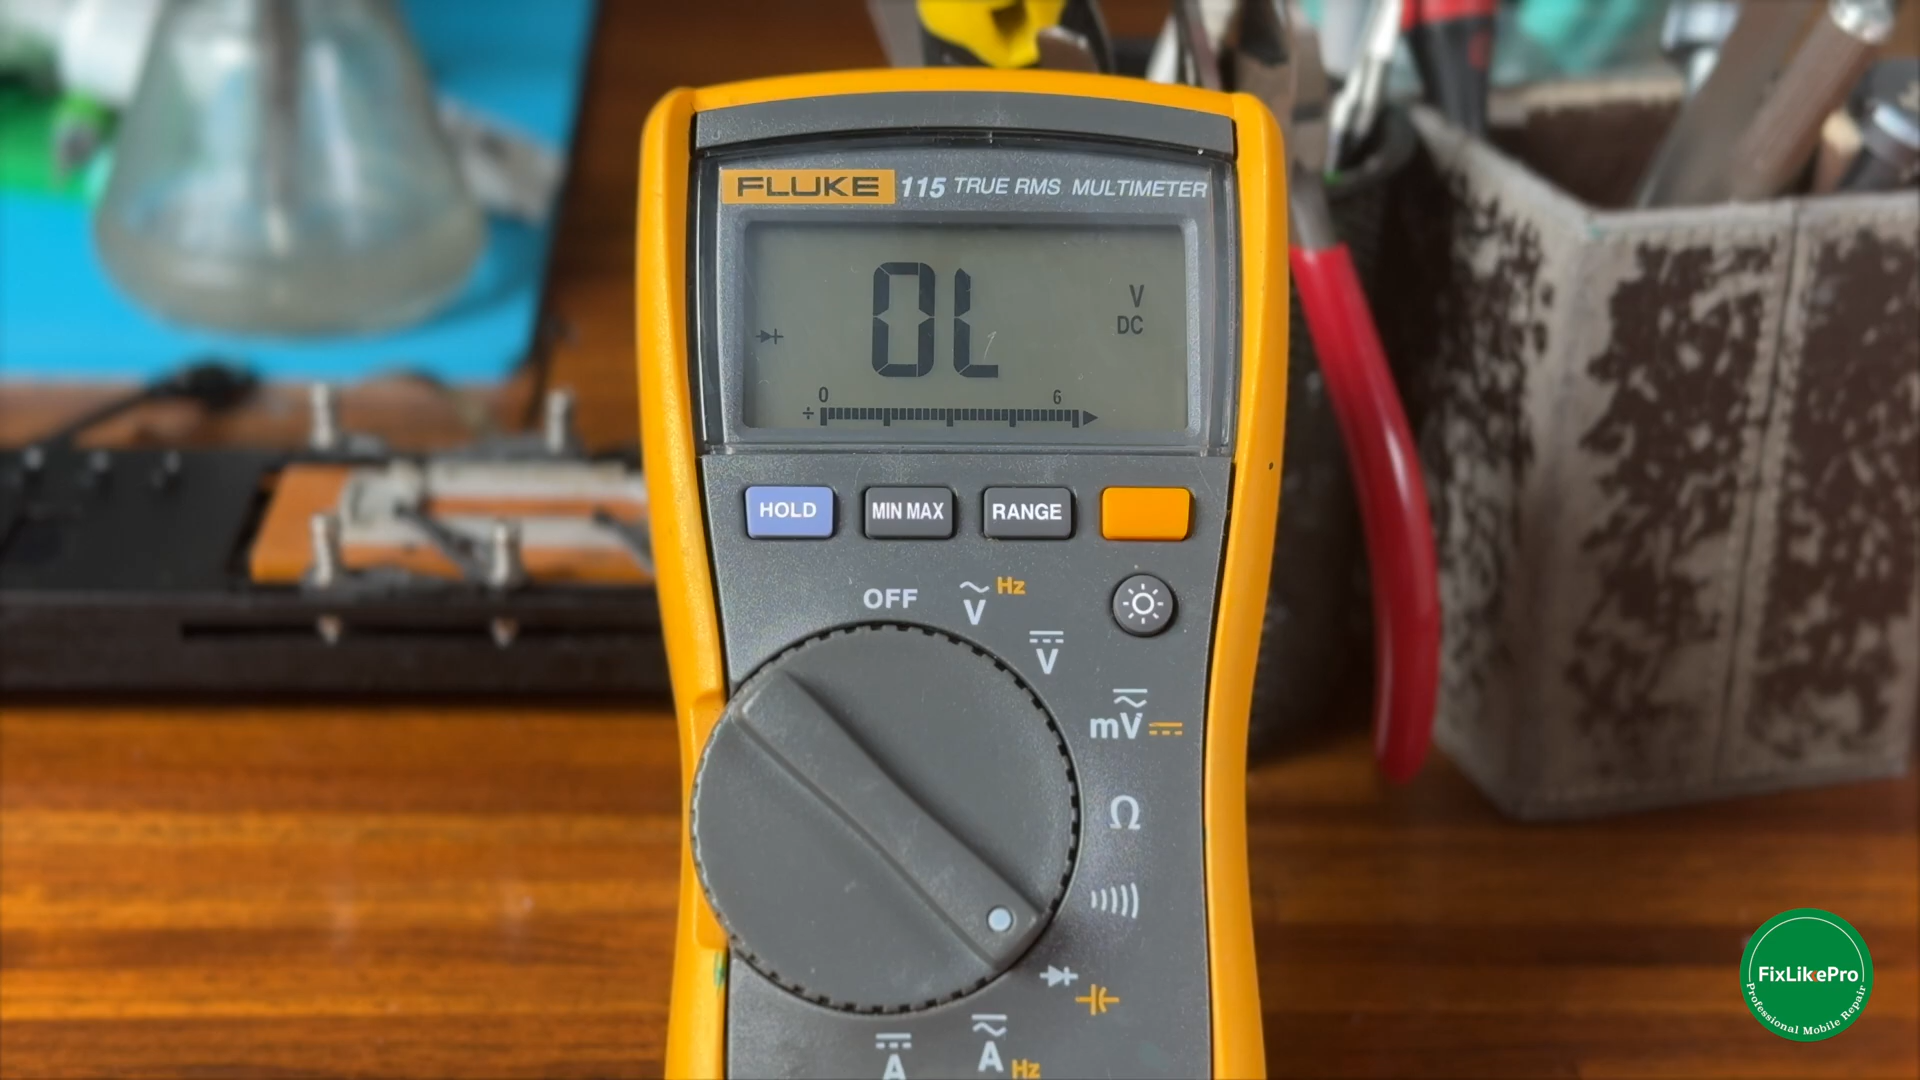 FLUKE 115 TRUE RMS MULTIMETER
OL
V
DC
0 6
HOLD
MIN MAX
RANGE
OFF
V Hz
V
mV
Ω
A
A Hz
FixLikePro
Professional Mobile Repair